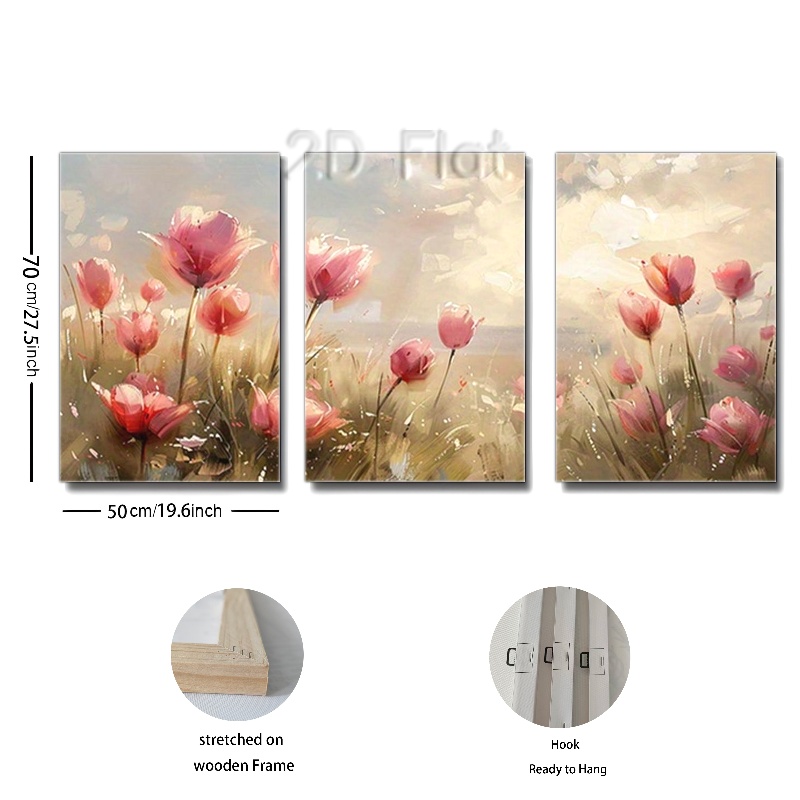 2D Flat
70 cm/27.5inch
50 cm/19.6inch
stretched on
wooden Frame
Hook
Ready to Hang